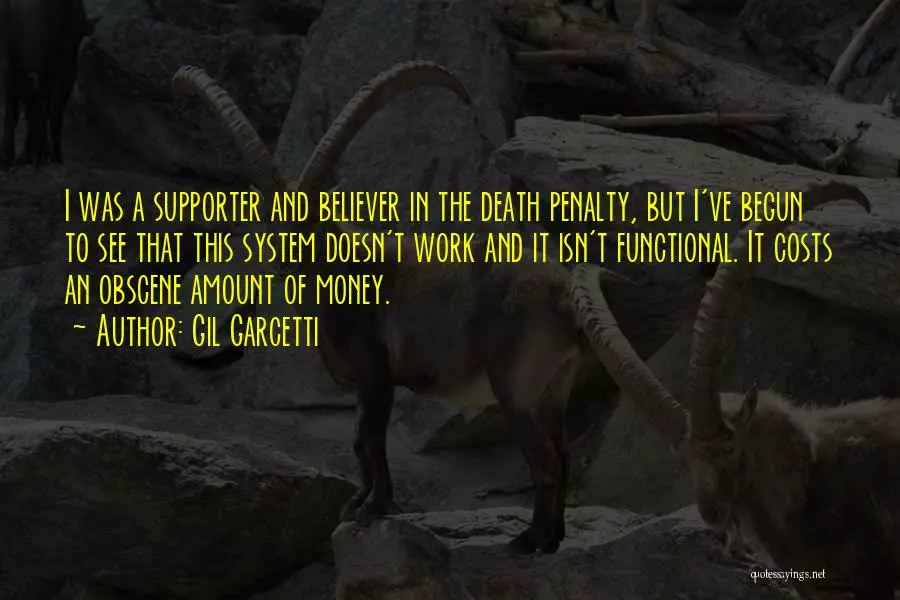 I was a supporter and believer in the death penalty, but I've begun
to see that this system doesn't work and it isn't functional. It costs
an obscene amount of money.
~ Author: Gil Garcetti
quotessayings.net